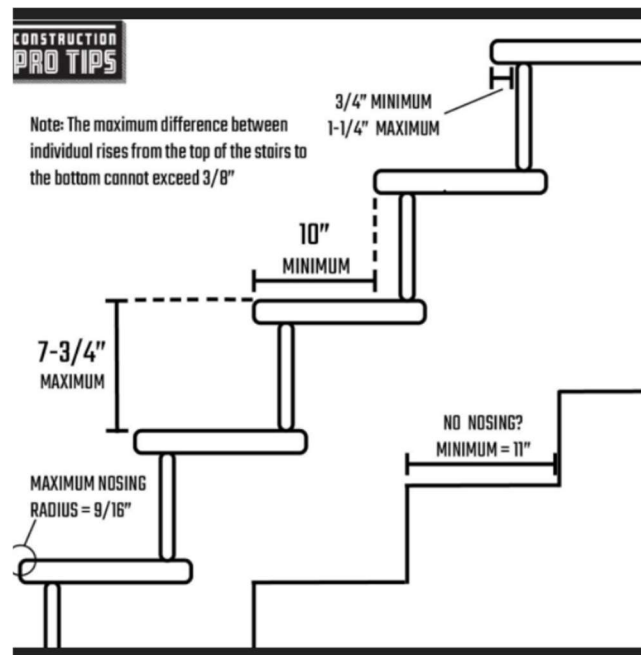 CONSTRUCTION
PRO TIPS
Note: The maximum difference between
individual rises from the top of the stairs to
the bottom cannot exceed 3/8"
3/4" MINIMUM
1-1/4" MAXIMUM
10"
MINIMUM
7-3/4"
MAXIMUM
NO NOSING?
MINIMUM = 11"
MAXIMUM NOSING
RADIUS = 9/16"